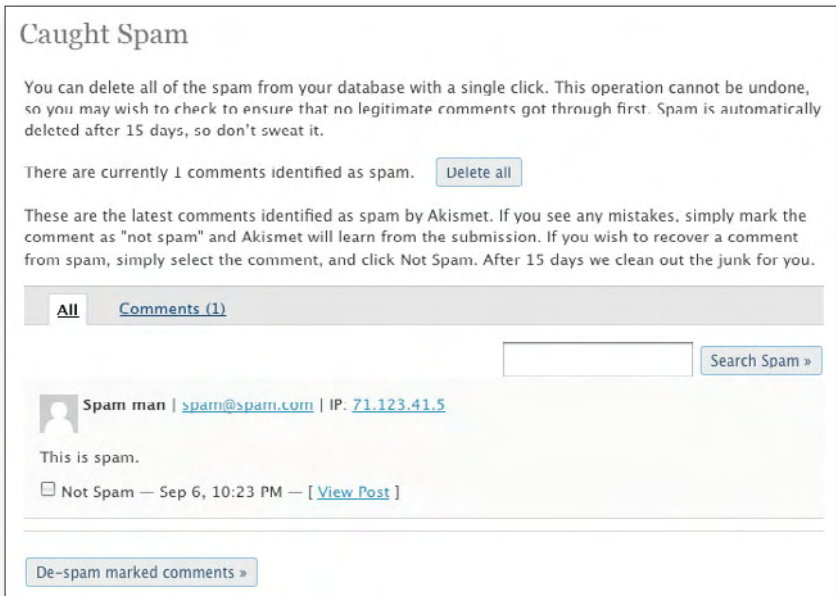 Caught Spam
You can delete all of the spam from your database with a single click. This operation cannot be undone,
so you may wish to check to ensure that no legitimate comments got through first. Spam is automatically
deleted after 15 days, so don't sweat it.
There are currently 1 comments identified as spam. Delete all
These are the latest comments identified as spam by Akismet. If you see any mistakes, simply mark the
comment as "not spam" and Akismet will learn from the submission. If you wish to recover a comment
from spam, simply select the comment, and click Not Spam. After 15 days we clean out the junk for you.
All Comments (1)
Search Spam »
Spam man | spam@spam.com | IP: 71.123.41.5
This is spam.
Not Spam — Sep 6, 10:23 PM — [ View Post ]
De-spam marked comments »